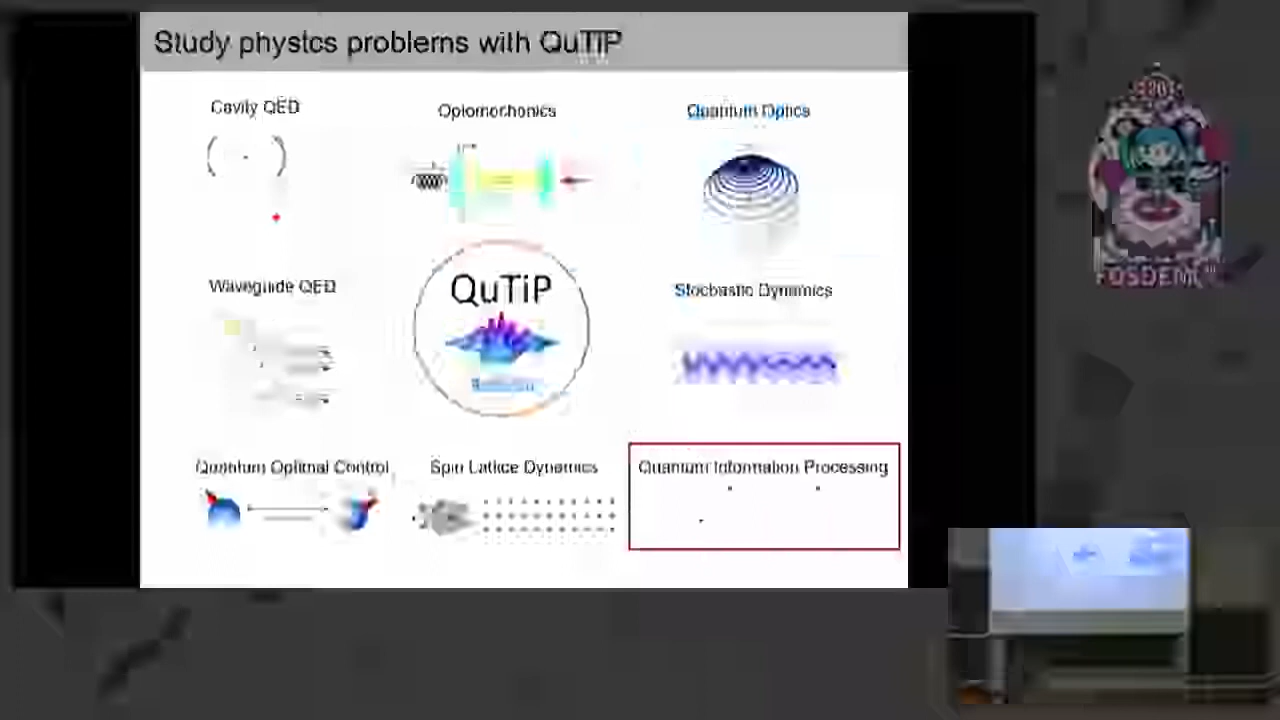 Study physics problems with QuTiP
Cavity QED
Optomechanics
Quantum Optics
Waveguide QED
QuTiP
Stochastic Dynamics
Quantum Optimal Control
Spin Lattice Dynamics
Quantum Information Processing
FOSDEM